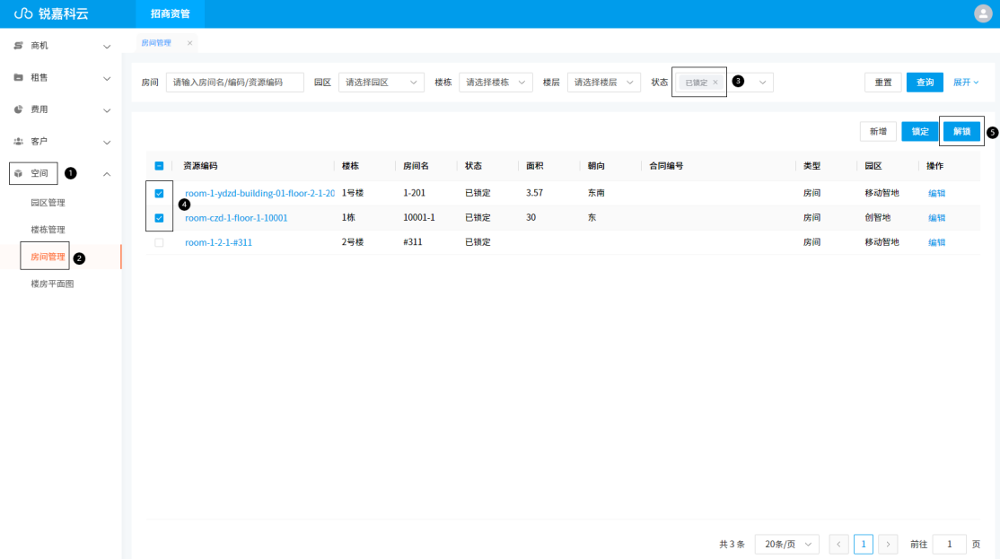 锐嘉科云 招商资管
商机
租售
费用
客户
空间 1
园区管理
楼栋管理
房间管理 2
楼房平面图
房间管理 ×
房间 请输入房间名/编码/资源编码 园区 请选择园区 楼栋 请选择楼栋 楼层 请选择楼层 状态 已锁定 × 3 重置 查询 展开
新增 锁定 解锁 5
资源编码 楼栋 房间名 状态 面积 朝向 合同编号 类型 园区 操作
room-1-ydzd-building-01-floor-2-1-20 1号楼 1-201 已锁定 3.57 东南 房间 移动智地 编辑
4
room-czd-1-floor-1-10001 1栋 10001-1 已锁定 30 东 房间 创智地 编辑
room-1-2-1-#311 2号楼 #311 已锁定 房间 移动智地 编辑
共 3 条 20条/页 < 1 > 前往 1 页